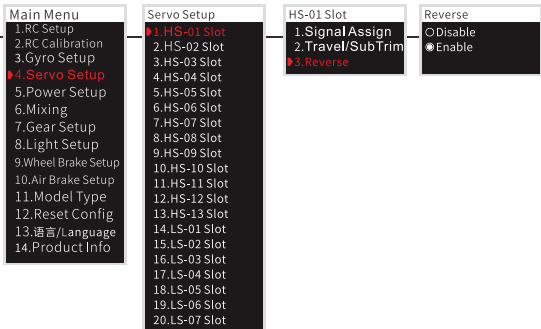 Main Menu
1.RC Setup
2.RC Calibration
3.Gyro Setup
4.Servo Setup
5.Power Setup
6.Mixing
7.Gear Setup
8.Light Setup
9.Wheel Brake Setup
10.Air Brake Setup
11.Model Type
12.Reset Config
13.语言/Language
14.Product Info
Servo Setup
1.HS-01 Slot
2.HS-02 Slot
3.HS-03 Slot
4.HS-04 Slot
5.HS-05 Slot
6.HS-06 Slot
7.HS-07 Slot
8.HS-08 Slot
9.HS-09 Slot
10.HS-10 Slot
11.HS-11 Slot
12.HS-12 Slot
13.HS-13 Slot
14.LS-01 Slot
15.LS-02 Slot
16.LS-03 Slot
17.LS-04 Slot
18.LS-05 Slot
19.LS-06 Slot
20.LS-07 Slot
HS-01 Slot
1.Signal Assign
2.Travel/SubTrim
3.Reverse
Reverse
Disable
Enable